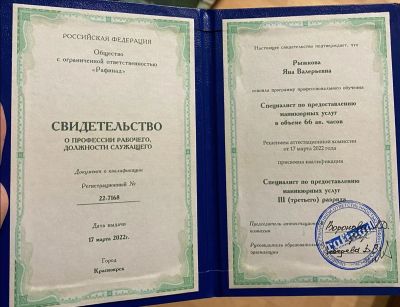 РОССИЙСКАЯ ФЕДЕРАЦИЯ
Общество
с ограниченной ответственностью
«Рафинад»
СВИДЕТЕЛЬСТВО
О ПРОФЕССИИ РАБОЧЕГО,
ДОЛЖНОСТИ СЛУЖАЩЕГО
Документ о квалификации
Регистрационный №
22-7168
Дата выдачи
17 марта 2022г.
Город
Красноярск
Настоящее свидетельство подтверждает, что
Рыжкова
Яна Валерьевна
освоила программу профессионального обучения
Специалист по предоставлению
маникюрных услуг
в объеме 66 ак. часов
Решением аттестационной комиссии
от 17 марта 2022 года
присвоена квалификация
Специалист по предоставлению
маникюрных услуг
III (третьего) разряда
Председатель аттестационной
комиссии
Руководитель образовательной
организации